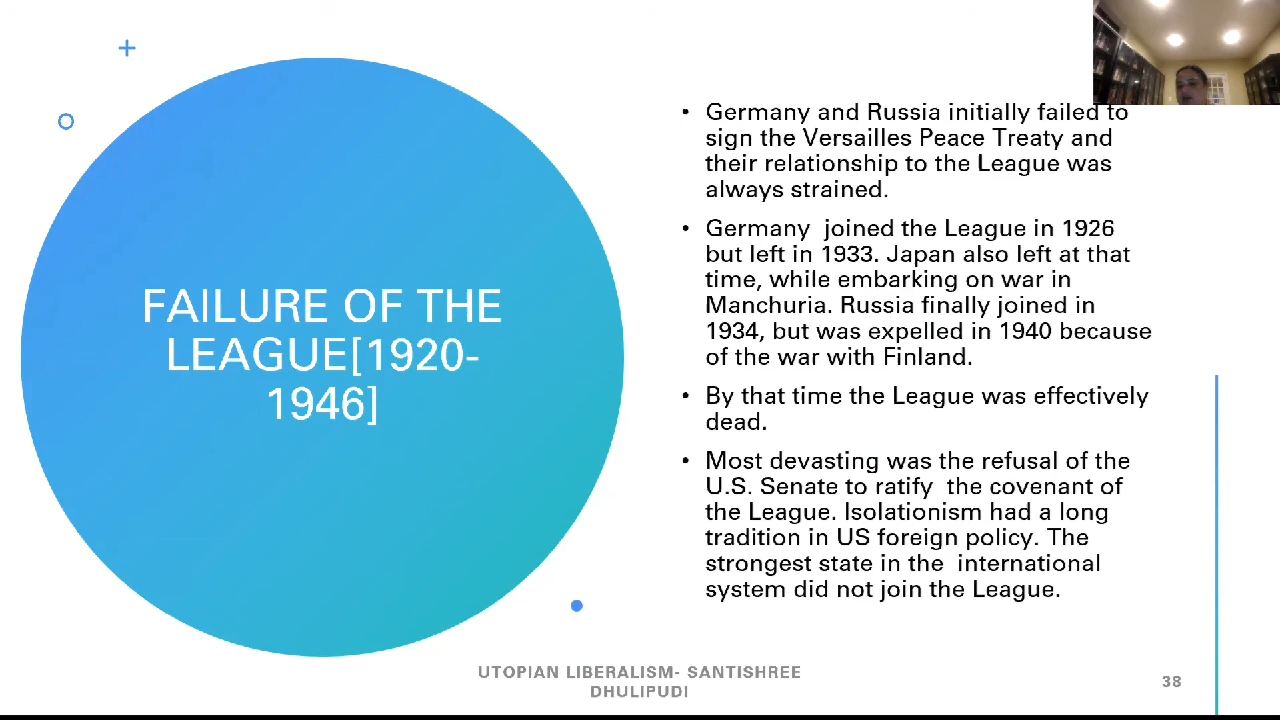 FAILURE OF THE
LEAGUE[1920-
1946]
• Germany and Russia initially failed to
sign the Versailles Peace Treaty and
their relationship to the League was
always strained.
• Germany  joined the League in 1926
but left in 1933. Japan also left at that
time, while embarking on war in
Manchuria. Russia finally joined in
1934, but was expelled in 1940 because
of the war with Finland.
• By that time the League was effectively
dead.
• Most devasting was the refusal of the
U.S. Senate to ratify  the covenant of
the League. Isolationism had a long
tradition in US foreign policy. The
strongest state in the  international
system did not join the League.
UTOPIAN LIBERALISM- SANTISHREE
DHULIPUDI
38